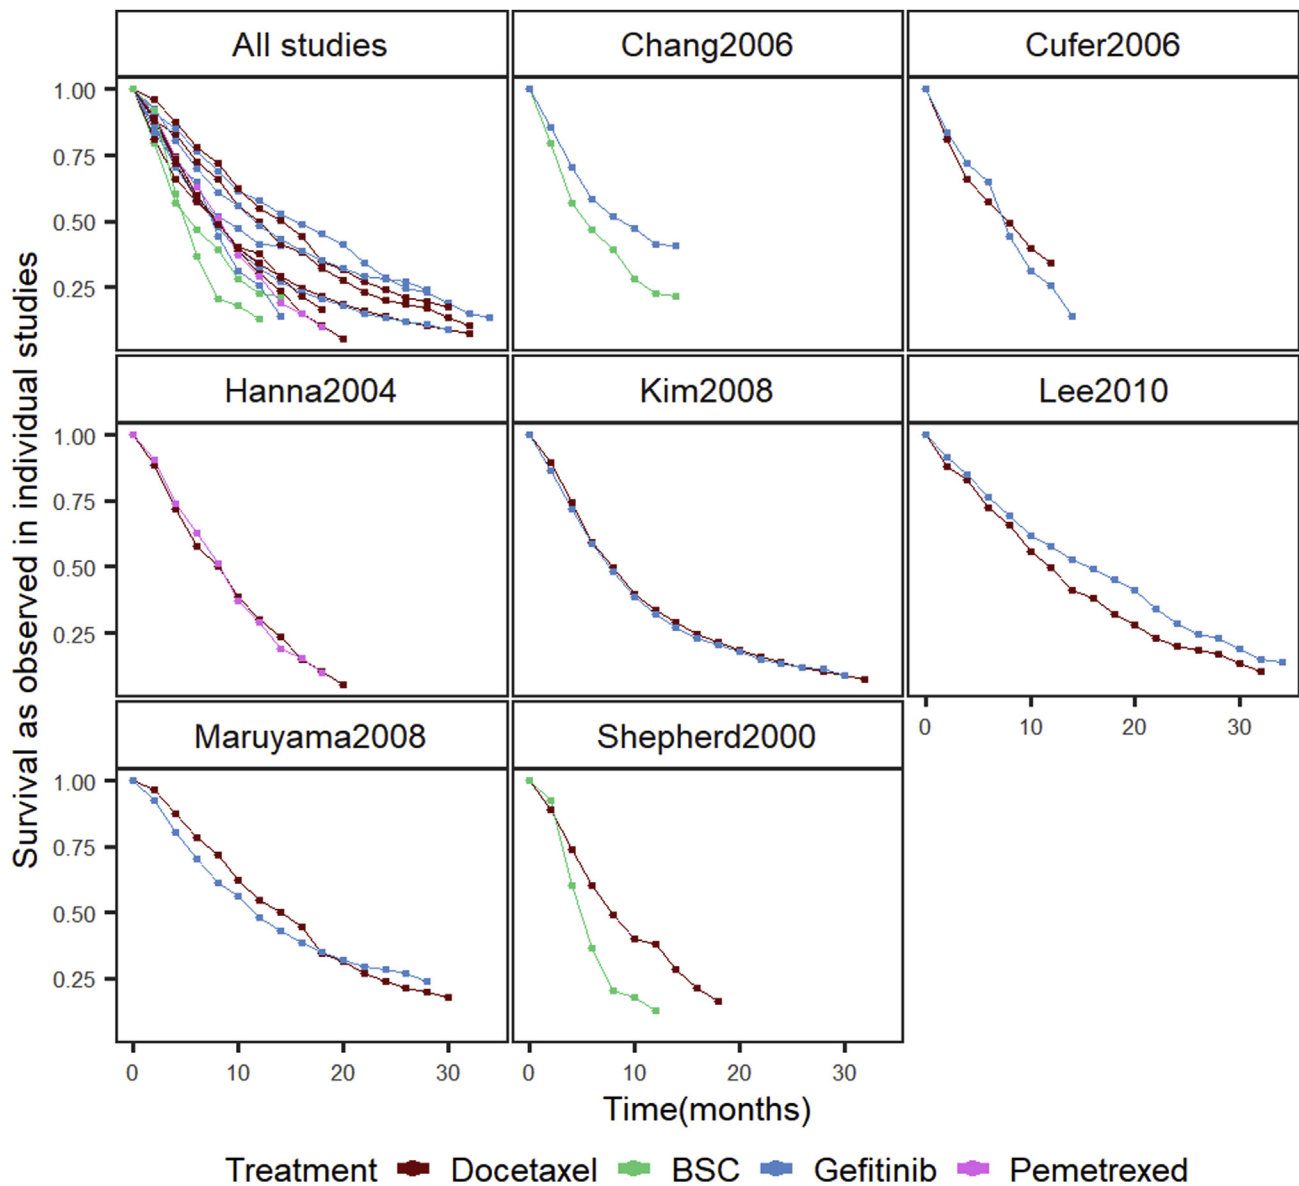 All studies
Chang2006
Cufer2006
1.00
0.75
0.50
0.25
Hanna2004
Kim2008
Lee2010
1.00
0.75
0.50
0.25
0 10 20 30
Maruyama2008
Shepherd2000
1.00
0.75
0.50
0.25
0 10 20 30
0 10 20 30
Survival as observed in individual studies
Time(months)
Treatment Docetaxel BSC Gefitinib Pemetrexed